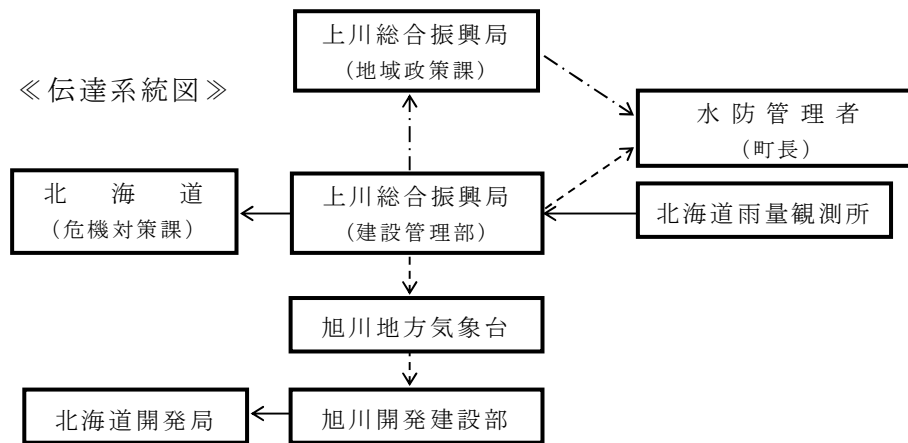 上川総合振興局
（地域政策課）
≪伝達系統図≫
水防管理者
（町長）
北海道
（危機対策課）
上川総合振興局
（建設管理部）
北海道雨量観測所
旭川地方気象台
北海道開発局
旭川開発建設部